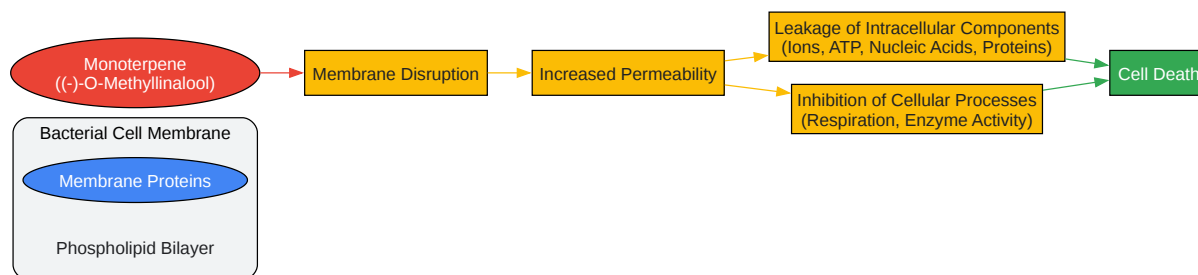 Monoterpene
((-)-O-Methyllinalool)
Membrane Disruption
Increased Permeability
Leakage of Intracellular Components
(Ions, ATP, Nucleic Acids, Proteins)
Inhibition of Cellular Processes
(Respiration, Enzyme Activity)
Cell Death
Bacterial Cell Membrane
Membrane Proteins
Phospholipid Bilayer